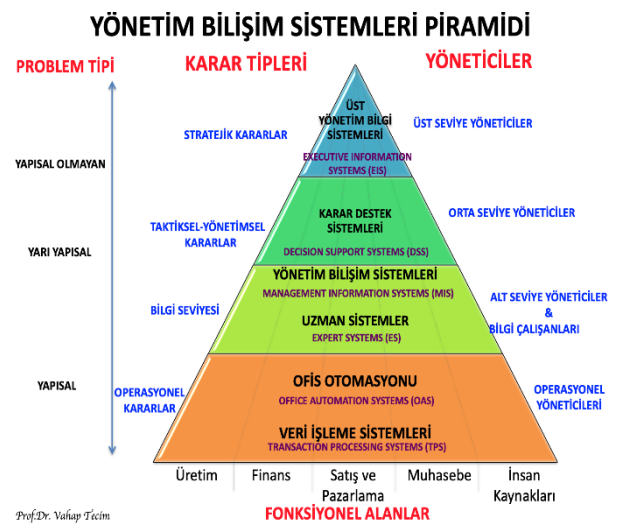 YÖNETİM BİLİŞİM SİSTEMLERİ PİRAMİDİ
PROBLEM TİPİ
KARAR TİPLERİ
YÖNETİCİLER
ÜST
YÖNETİM BİLGİ
SİSTEMLERİ
EXECUTIVE INFORMATION
SYSTEMS (EIS)
STRATEJİK KARARLAR
ÜST SEVİYE YÖNETİCİLER
YAPISAL OLMAYAN
KARAR DESTEK
SİSTEMLERİ
DECISION SUPPORT SYSTEMS (DSS)
TAKTİKSEL-YÖNETİMSEL
KARARLAR
ORTA SEVİYE YÖNETİCİLER
YARI YAPISAL
YÖNETİM BİLİŞİM SİSTEMLERİ
MANAGEMENT INFORMATION SYSTEMS (MIS)
UZMAN SİSTEMLER
EXPERT SYSTEMS (ES)
BİLGİ SEVİYESİ
ALT SEVİYE YÖNETİCİLER
&
BİLGİ ÇALIŞANLARI
YAPISAL
OPERASYONEL
KARARLAR
OFİS OTOMASYONU
OFFICE AUTOMATION SYSTEMS (OAS)
VERİ İŞLEME SİSTEMLERİ
TRANSACTION PROCESSING SYSTEMS (TPS)
OPERASYONEL
YÖNETİCİLERİ
Üretim
Finans
Satış ve
Pazarlama
Muhasebe
İnsan
Kaynakları
FONKSİYONEL ALANLAR
Prof.Dr. Vahap Tecim